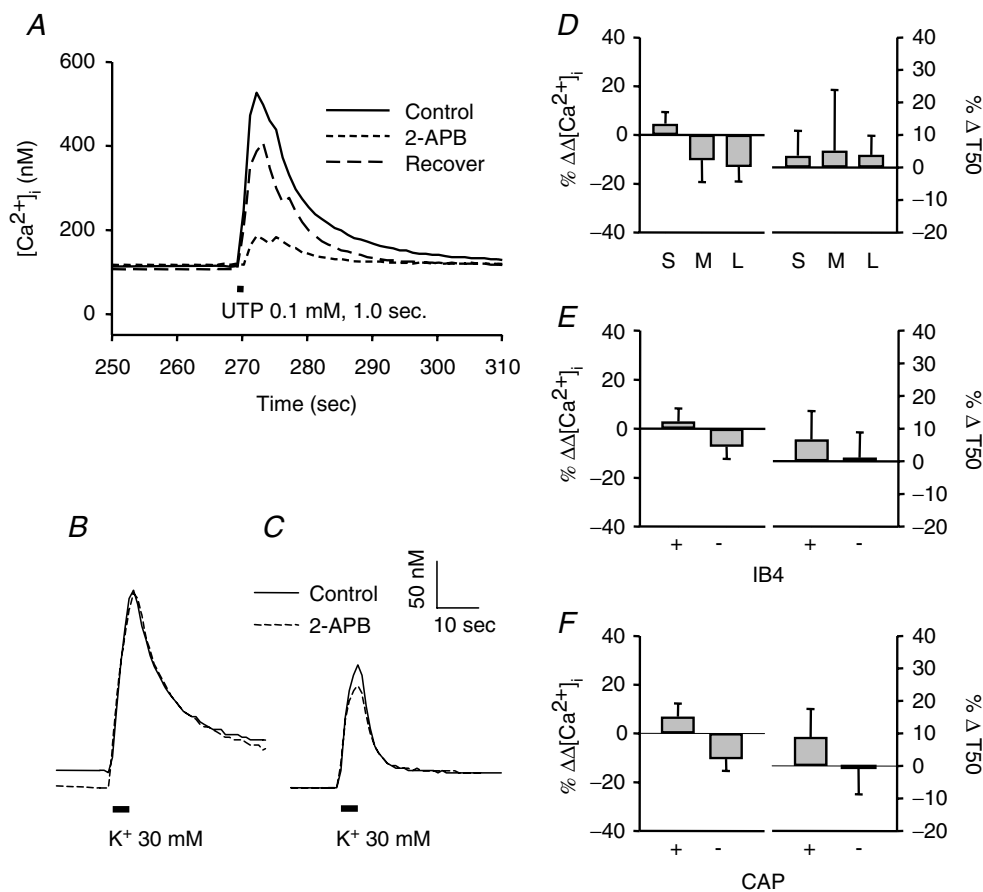 A
[Ca2+]i (nM)
600
400
200
0
Control
2-APB
Recover
UTP 0.1 mM, 1.0 sec.
250 260 270 280 290 300 310
Time (sec)
B
K+ 30 mM
C
Control
2-APB
50 nM
10 sec
K+ 30 mM
D
% ΔΔ[Ca2+]i
40
20
0
−20
−40
S M L
S M L
40
30
20
10
0
−10
−20
% Δ T50
E
% ΔΔ[Ca2+]i
40
20
0
−20
−40
+ -
+ -
IB4
40
30
20
10
0
−10
−20
% Δ T50
F
% ΔΔ[Ca2+]i
40
20
0
−20
−40
+ -
+ -
CAP
40
30
20
10
0
−10
−20
% Δ T50